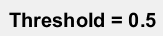 Threshold = 0.5